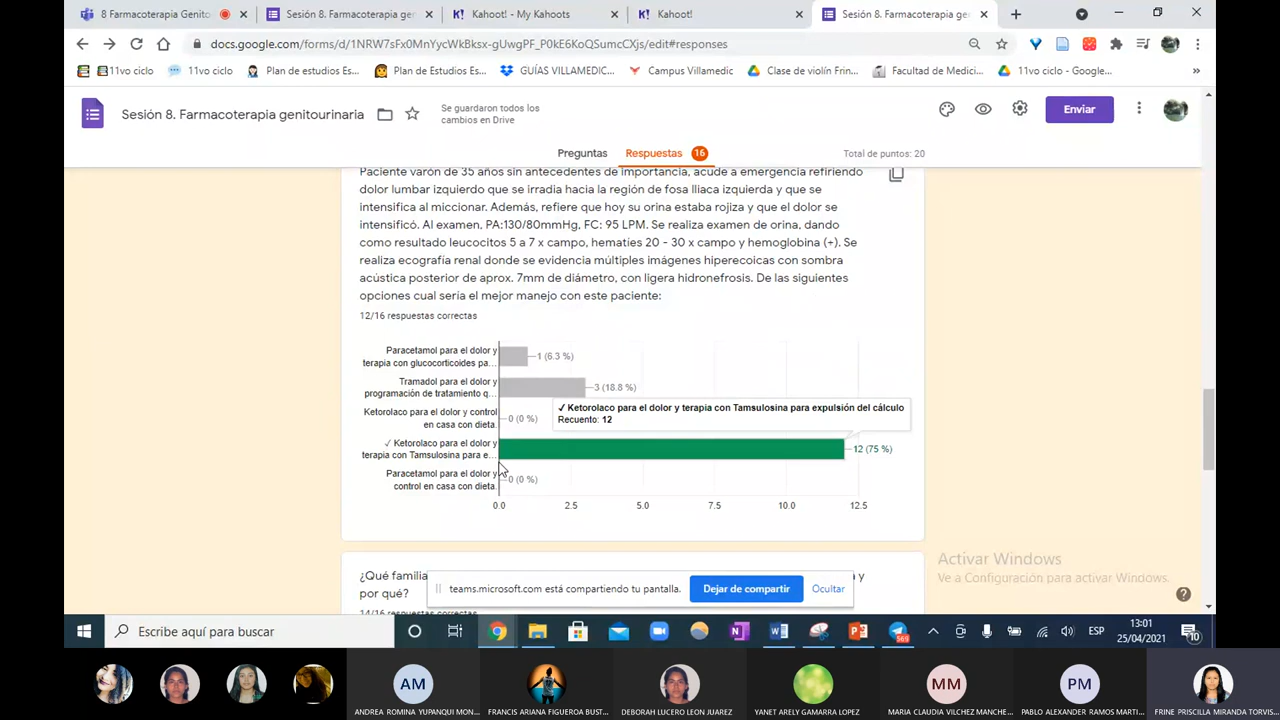 8 Farmacoterapia Genito
Sesión 8. Farmacoterapia ge
Kahoot! - My Kahoots
Kahoot!
Sesión 8. Farmacoterapia ge
docs.google.com/forms/d/1NRW7sFx0MnYycWkBksx-gUwgPF_P0kE6KoQSumcCXjs/edit#responses
11vo ciclo
11vo ciclo
Plan de estudios Es...
Plan de Estudios Es...
GUÍAS VILLAMEDIC...
Campus Villamedic
Clase de violín Frin...
Facultad de Medici...
11vo ciclo - Google...
»
Sesión 8. Farmacoterapia genitourinaria
Se guardaron todos los
cambios en Drive
Enviar
Preguntas
Respuestas 16
Total de puntos: 20
Paciente varón de 35 años sin antecedentes de importancia, acude a emergencia refiriendo
dolor lumbar izquierdo que se irradia hacia la región de fosa Iliaca izquierda y que se
intensifica al miccionar. Además, refiere que hoy su orina estaba rojiza y que el dolor se
intensificó. Al examen, PA:130/80mmHg, FC: 95 LPM. Se realiza examen de orina, dando
como resultado leucocitos 5 a 7 x campo, hematíes 20 - 30 x campo y hemoglobina (+). Se
realiza ecografía renal donde se evidencia múltiples imágenes hiperecoicas con sombra
acústica posterior de aprox. 7mm de diámetro, con ligera hidronefrosis. De las siguientes
opciones cual seria el mejor manejo con este paciente:
12/16 respuestas correctas
Paracetamol para el dolor y
terapia con glucocorticoides pa...
1 (6.3 %)
Tramadol para el dolor y
programación de tratamiento q...
3 (18.8 %)
Ketorolaco para el dolor y control
en casa con dieta.
0 (0 %)
✓ Ketorolaco para el dolor y terapia con Tamsulosina para expulsión del cálculo
Recuento: 12
✓ Ketorolaco para el dolor y
terapia con Tamsulosina para e...
12 (75 %)
Paracetamol para el dolor y
control en casa con dieta.
0 (0 %)
0.0 2.5 5.0 7.5 10.0 12.5
Activar Windows
Ve a Configuración para activar Windows.
¿Qué famili
y
por qué?
14/16 respuestas correctas
teams.microsoft.com está compartiendo tu pantalla.
Dejar de compartir
Ocultar
Escribe aquí para buscar
569
ESP
13:01
25/04/2021
10
AM
ANDREA ROMINA YUPANQUI MON...
FRANCIS ARIANA FIGUEROA BUST...
DEBORAH LUCERO LEON JUAREZ
YANET ARELY GAMARRA LOPEZ
MM
MARIA CLAUDIA VILCHEZ MANCHE...
PM
PABLO ALEXANDER RAMOS MARTI...
FRINE PRISCILLA MIRANDA TORVIS...